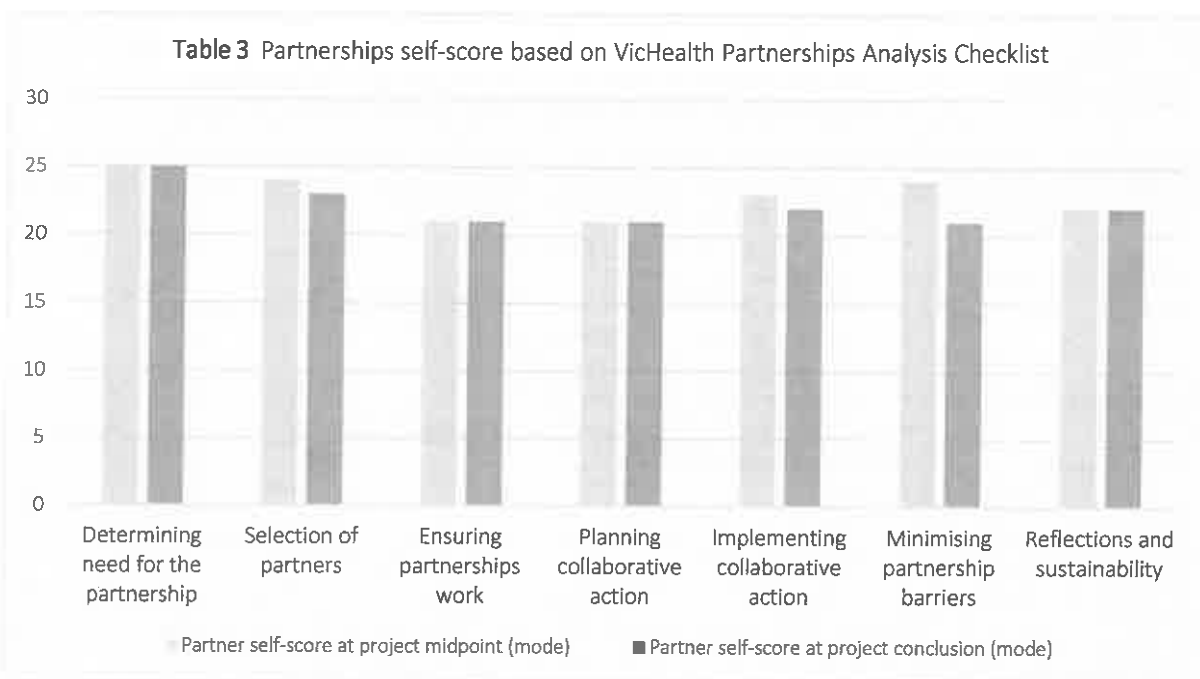 Table 3 Partnerships self-score based on VicHealth Partnerships Analysis Checklist
30
25
20
15
10
5
0
Determining need for the partnership
Selection of partners
Ensuring partnerships work
Planning collaborative action
Implementing collaborative action
Minimising partnership barriers
Reflections and sustainability
Partner self-score at project midpoint (mode)
Partner self-score at project conclusion (mode)